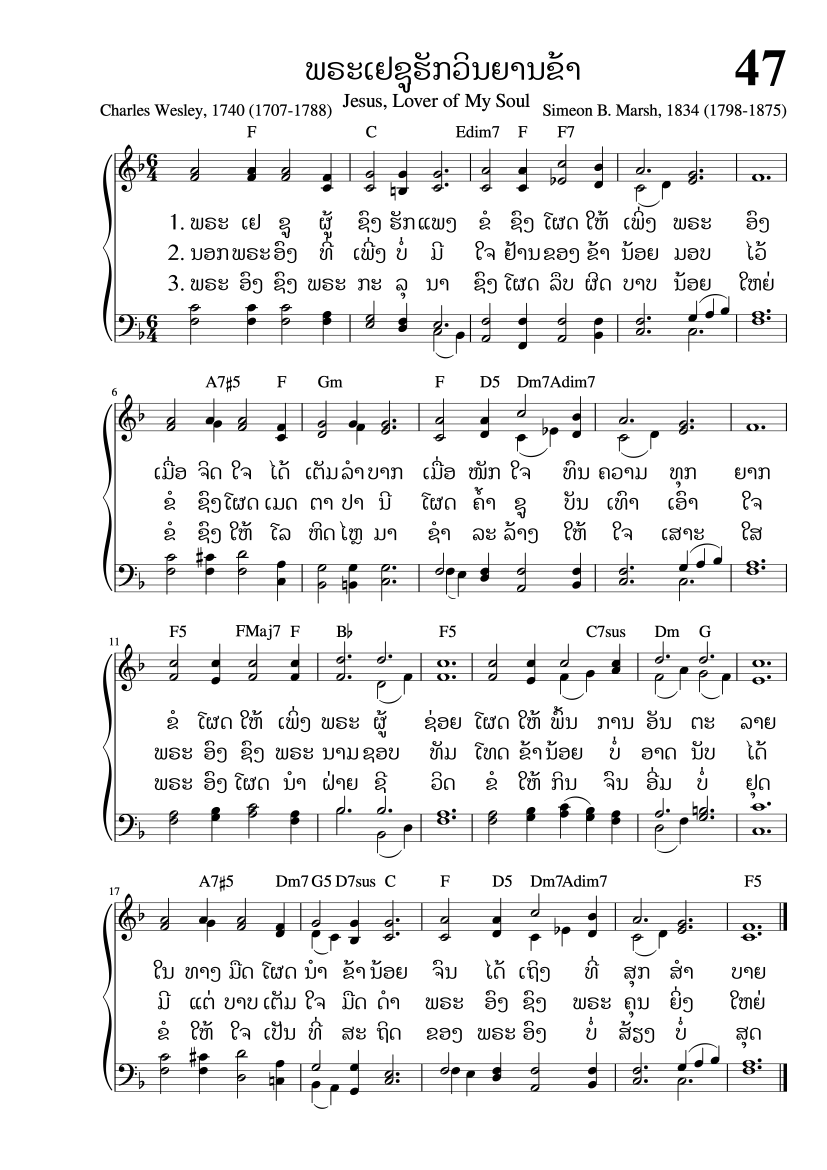 ພຣະເຢຊູຮັກວິນຍານຂ້າ 47
Jesus, Lover of My Soul
Charles Wesley, 1740 (1707-1788) Simeon B. Marsh, 1834 (1798-1875)
F C Edim7 F F7
1. ພຣະ ເຢ ຊູ ຜູ້ ຊົງ ຮັກ ແພງ ຂໍ ຊົງ ໂຜດ ໃຫ້ ເພິ່ງ ພຣະ ອົງ
2. ນອກ ພຣະ ອົງ ທີ່ ເພິ່ງ ບໍ່ ມີ ໃຈ ຢ້ານ ຂອງ ຂ້າ ນ້ອຍ ມອບ ໄວ້
3. ພຣະ ອົງ ຊົງ ພຣະ ກະ ລຸ ນາ ຊົງ ໂຜດ ລຶບ ຜິດ ບາບ ນ້ອຍ ໃຫຍ່
6 A7♯5 F Gm F D5 Dm7 Adim7
ເມື່ອ ຈິດ ໃຈ ໄດ້ ເຕັມ ລຳ ບາກ ເມື່ອ ໜັກ ໃຈ ທົນ ຄວາມ ທຸກ ຍາກ
ຂໍ ຊົງ ໂຜດ ເມດ ຕາ ປາ ນີ ໂຜດ ຄ້ຳ ຊູ ບັນ ເທົາ ເອົາ ໃຈ
ຂໍ ຊົງ ໃຫ້ ໂລ ຫິດ ໄຫຼ ມາ ຊຳ ລະ ລ້າງ ໃຫ້ ໃຈ ເສາະ ໃສ
11 F5 FMaj7 F B♭ F5 C7sus Dm G
ຂໍ ໂຜດ ໃຫ້ ເພິ່ງ ພຣະ ຜູ້ ຊ່ອຍ ໂຜດ ໃຫ້ ພົ້ນ ການ ອັນ ຕະ ລາຍ
ພຣະ ອົງ ຊົງ ພຣະ ນາມ ຊອບ ທັມ ໂທດ ຂ້າ ນ້ອຍ ບໍ່ ອາດ ນັບ ໄດ້
ພຣະ ອົງ ໂຜດ ນຳ ຝ່າຍ ຊີ ວິດ ຂໍ ໃຫ້ ກິນ ຈົນ ອີ່ມ ບໍ່ ຢຸດ
17 A7♯5 Dm7 G5 D7sus C F D5 Dm7 Adim7 F5
ໃນ ທາງ ມືດ ໂຜດ ນຳ ຂ້າ ນ້ອຍ ຈົນ ໄດ້ ເຖິງ ທີ່ ສຸກ ສຳ ບາຍ
ມີ ແຕ່ ບາບ ເຕັມ ໃຈ ມືດ ດຳ ພຣະ ອົງ ຊົງ ພຣະ ຄຸນ ຍິ່ງ ໃຫຍ່
ຂໍ ໃຫ້ ໃຈ ເປັນ ທີ່ ສະ ຖິດ ຂອງ ພຣະ ອົງ ບໍ່ ສ້ຽງ ບໍ່ ສຸດ